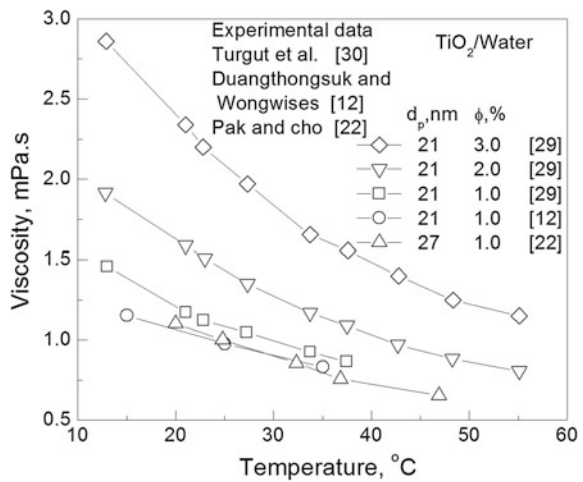 3.0
2.5
2.0
1.5
1.0
0.5
Viscosity, mPa.s
Experimental data
Turgut et al. [30]
Duangthongsuk and
Wongwises [12]
Pak and cho [22]
TiO₂/Water
dₚ,nm ϕ,%
21 3.0 [29]
21 2.0 [29]
21 1.0 [29]
21 1.0 [12]
27 1.0 [22]
10 20 30 40 50 60
Temperature, °C